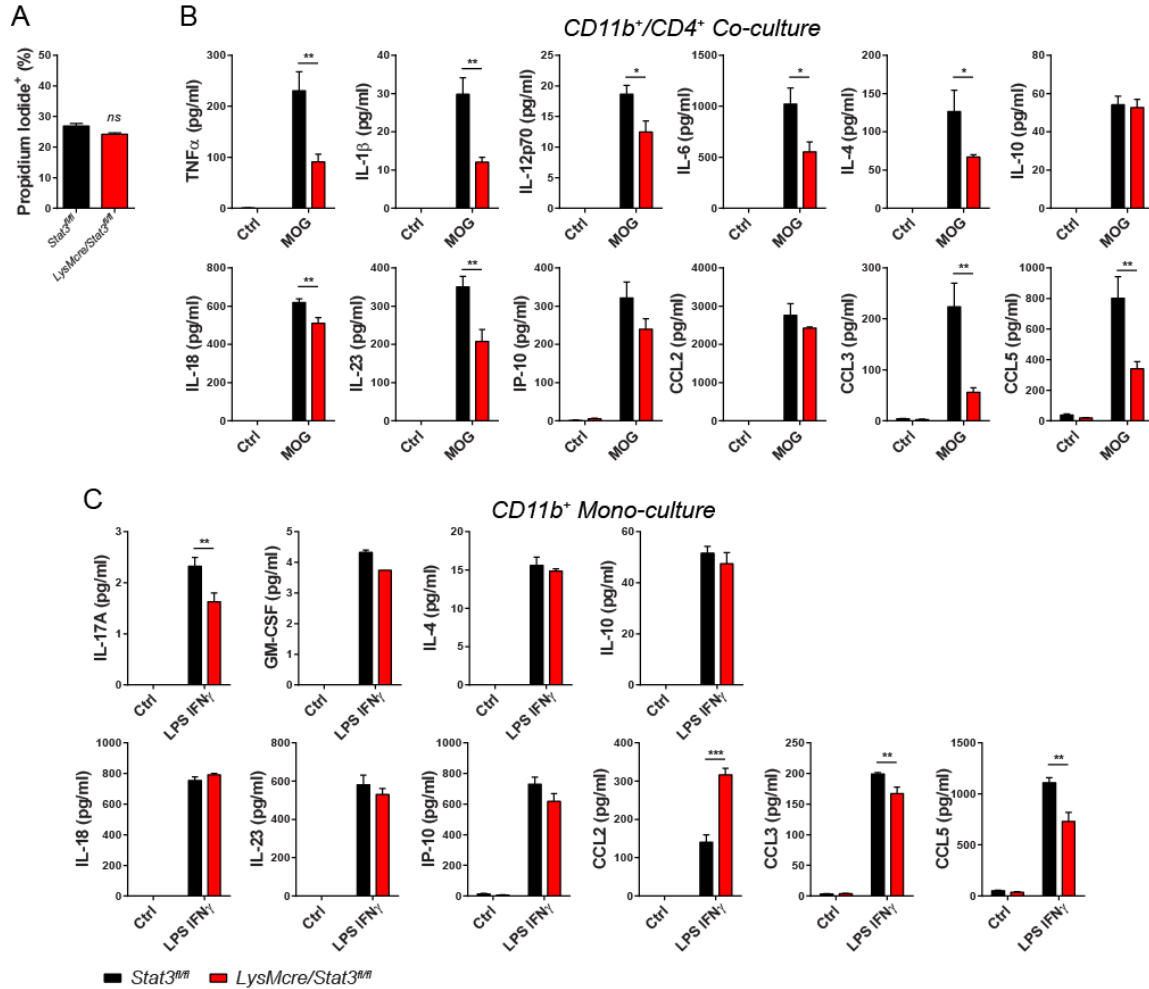 A
Propidium Iodide⁺ (%)
50
40
30
20
10
0
ns
Stat3fl/fl
LysMcre/Stat3fl/fl
B
CD11b⁺/CD4⁺ Co-culture
TNFα (pg/ml)
300
200
100
0
**
Ctrl
MOG
IL-1β (pg/ml)
40
30
20
10
0
**
Ctrl
MOG
IL-12p70 (pg/ml)
25
20
15
10
5
0
*
Ctrl
MOG
IL-6 (pg/ml)
1500
1000
500
0
*
Ctrl
MOG
IL-4 (pg/ml)
200
150
100
50
0
*
Ctrl
MOG
IL-10 (pg/ml)
80
60
40
20
0
Ctrl
MOG
IL-18 (pg/ml)
800
600
400
200
0
**
Ctrl
MOG
IL-23 (pg/ml)
400
300
200
100
0
**
Ctrl
MOG
IP-10 (pg/ml)
400
300
200
100
0
Ctrl
MOG
CCL2 (pg/ml)
4000
3000
2000
1000
0
Ctrl
MOG
CCL3 (pg/ml)
300
200
100
0
**
Ctrl
MOG
CCL5 (pg/ml)
1000
800
600
400
200
0
**
Ctrl
MOG
C
CD11b⁺ Mono-culture
IL-17A (pg/ml)
3
2
1
0
**
Ctrl
LPS IFNγ
GM-CSF (pg/ml)
5
4
3
2
1
0
Ctrl
LPS IFNγ
IL-4 (pg/ml)
20
15
10
5
0
Ctrl
LPS IFNγ
IL-10 (pg/ml)
60
40
20
0
Ctrl
LPS IFNγ
IL-18 (pg/ml)
1000
800
600
400
200
0
Ctrl
LPS IFNγ
IL-23 (pg/ml)
800
600
400
200
0
Ctrl
LPS IFNγ
IP-10 (pg/ml)
1000
800
600
400
200
0
Ctrl
LPS IFNγ
CCL2 (pg/ml)
400
300
200
100
0
***
Ctrl
LPS IFNγ
CCL3 (pg/ml)
250
200
150
100
50
0
**
Ctrl
LPS IFNγ
CCL5 (pg/ml)
1500
1000
500
0
**
Ctrl
LPS IFNγ
Stat3fl/fl LysMcre/Stat3fl/fl